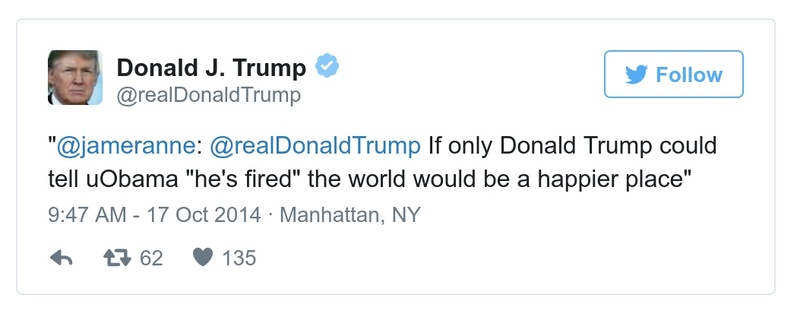 Donald J. Trump
@realDonaldTrump
Follow
"@jameranne: @realDonaldTrump If only Donald Trump could
tell uObama "he's fired" the world would be a happier place"
9:47 AM - 17 Oct 2014 · Manhattan, NY
62 135